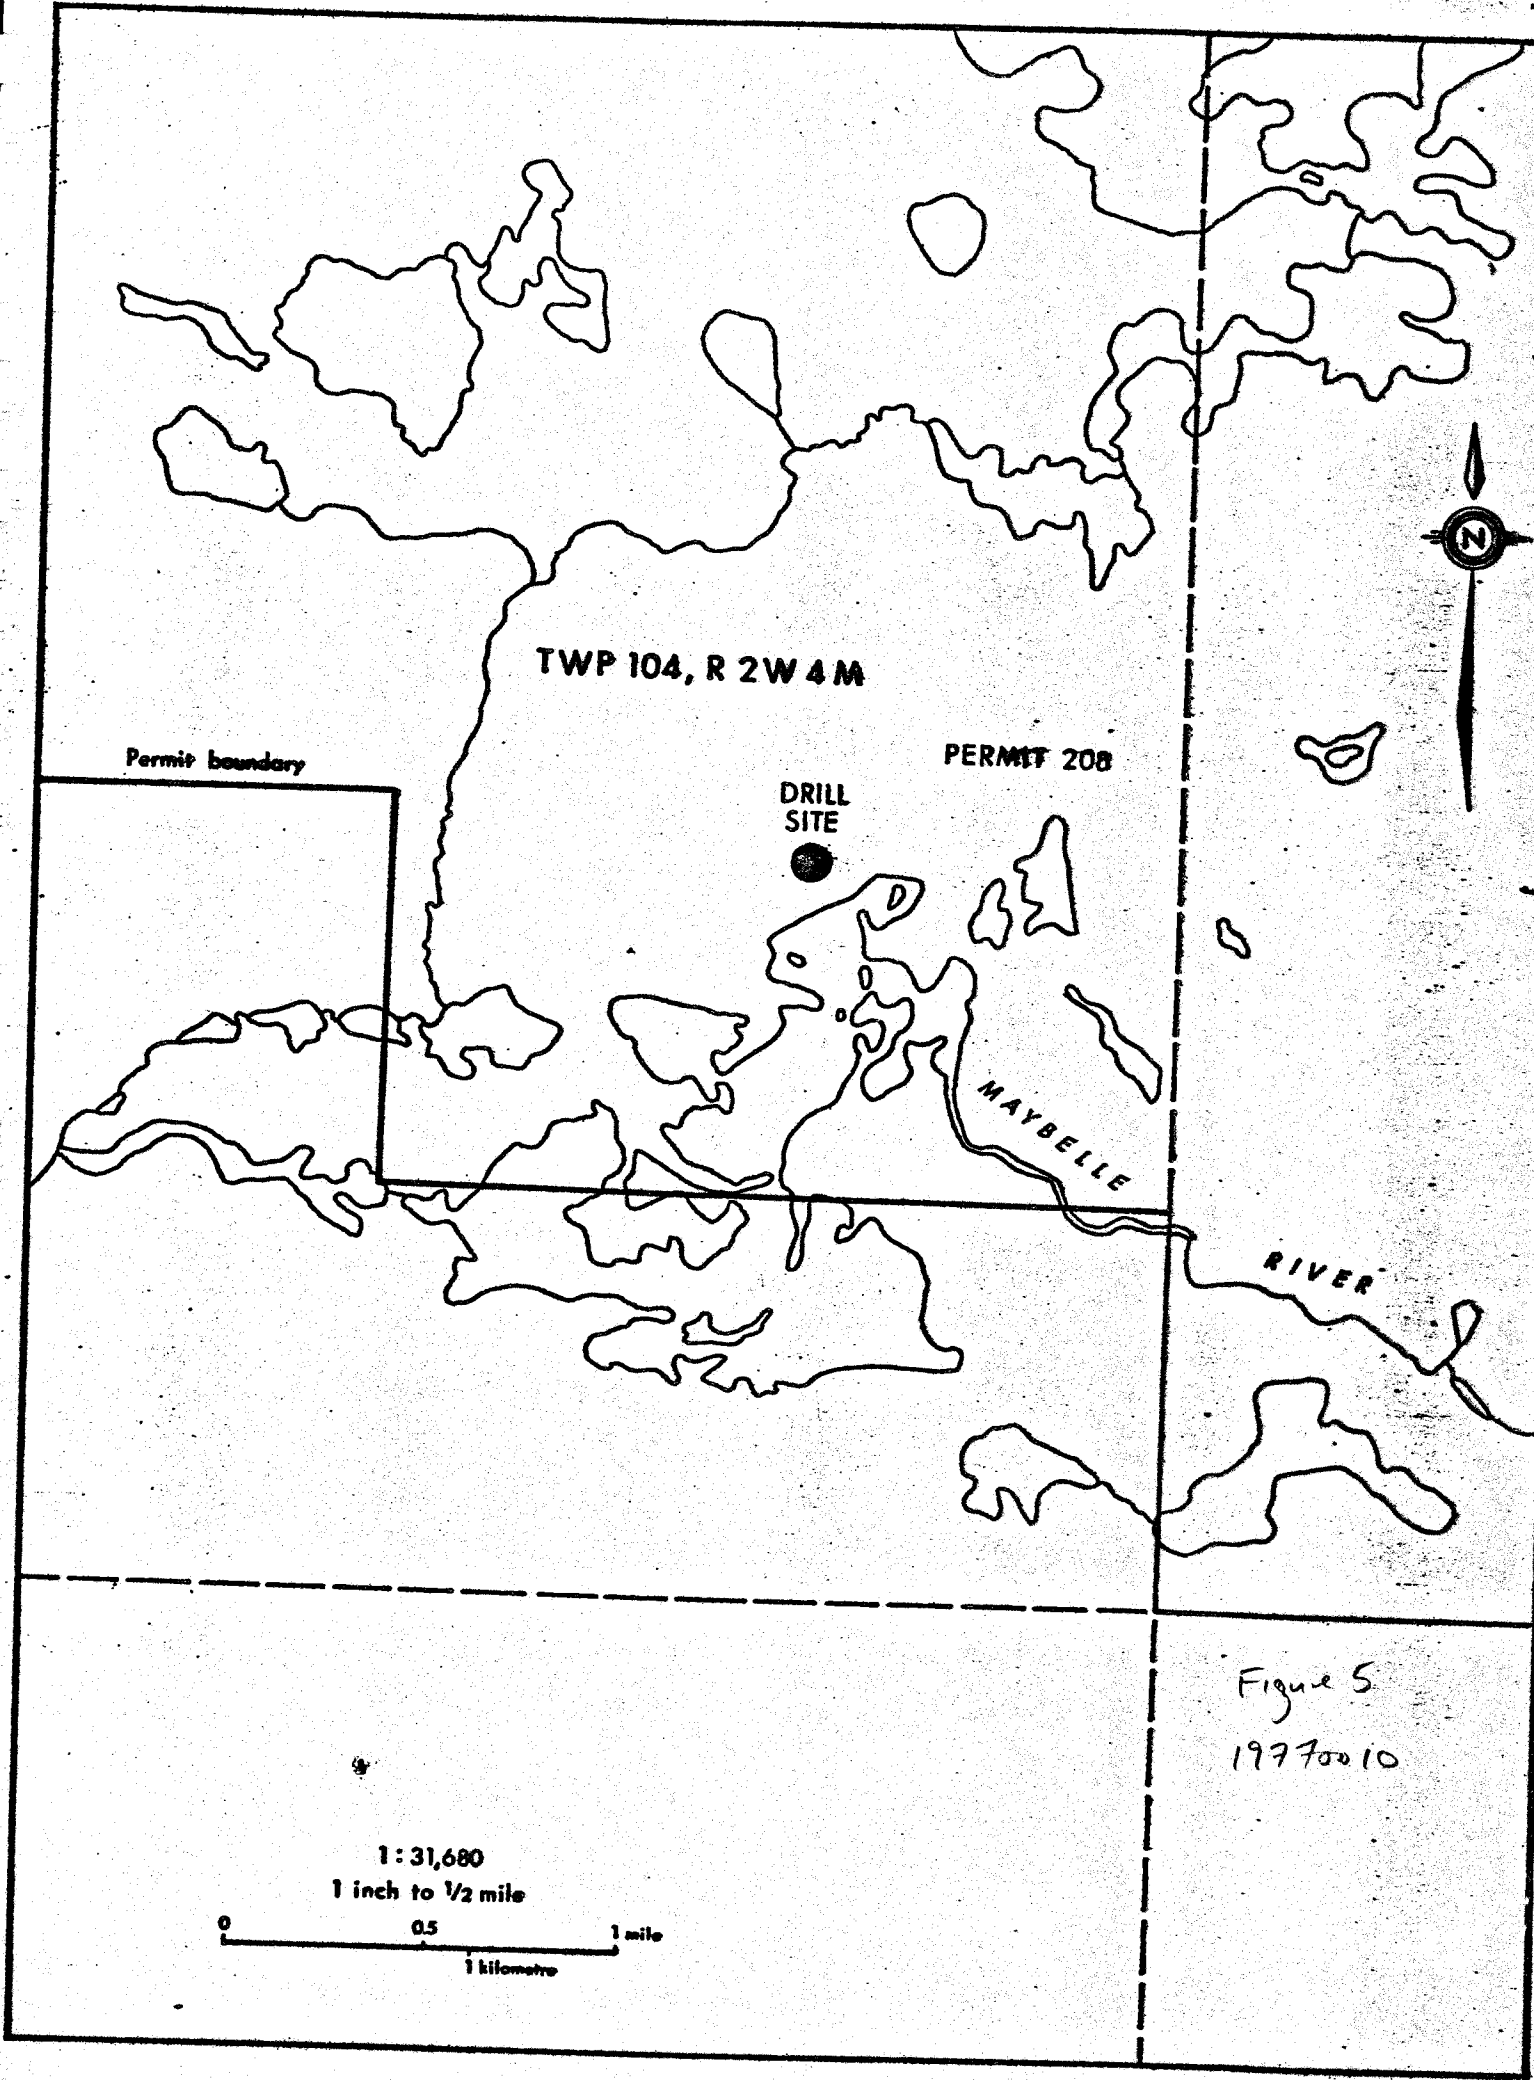 N
TWP 104, R 2 W 4 M
Permit boundary
PERMIT 208
DRILL
SITE
MAYBELLE
RIVER
Figure 5
19770010
1 : 31,680
1 inch to 1/2 mile
0 0.5 1 mile
1 kilometre